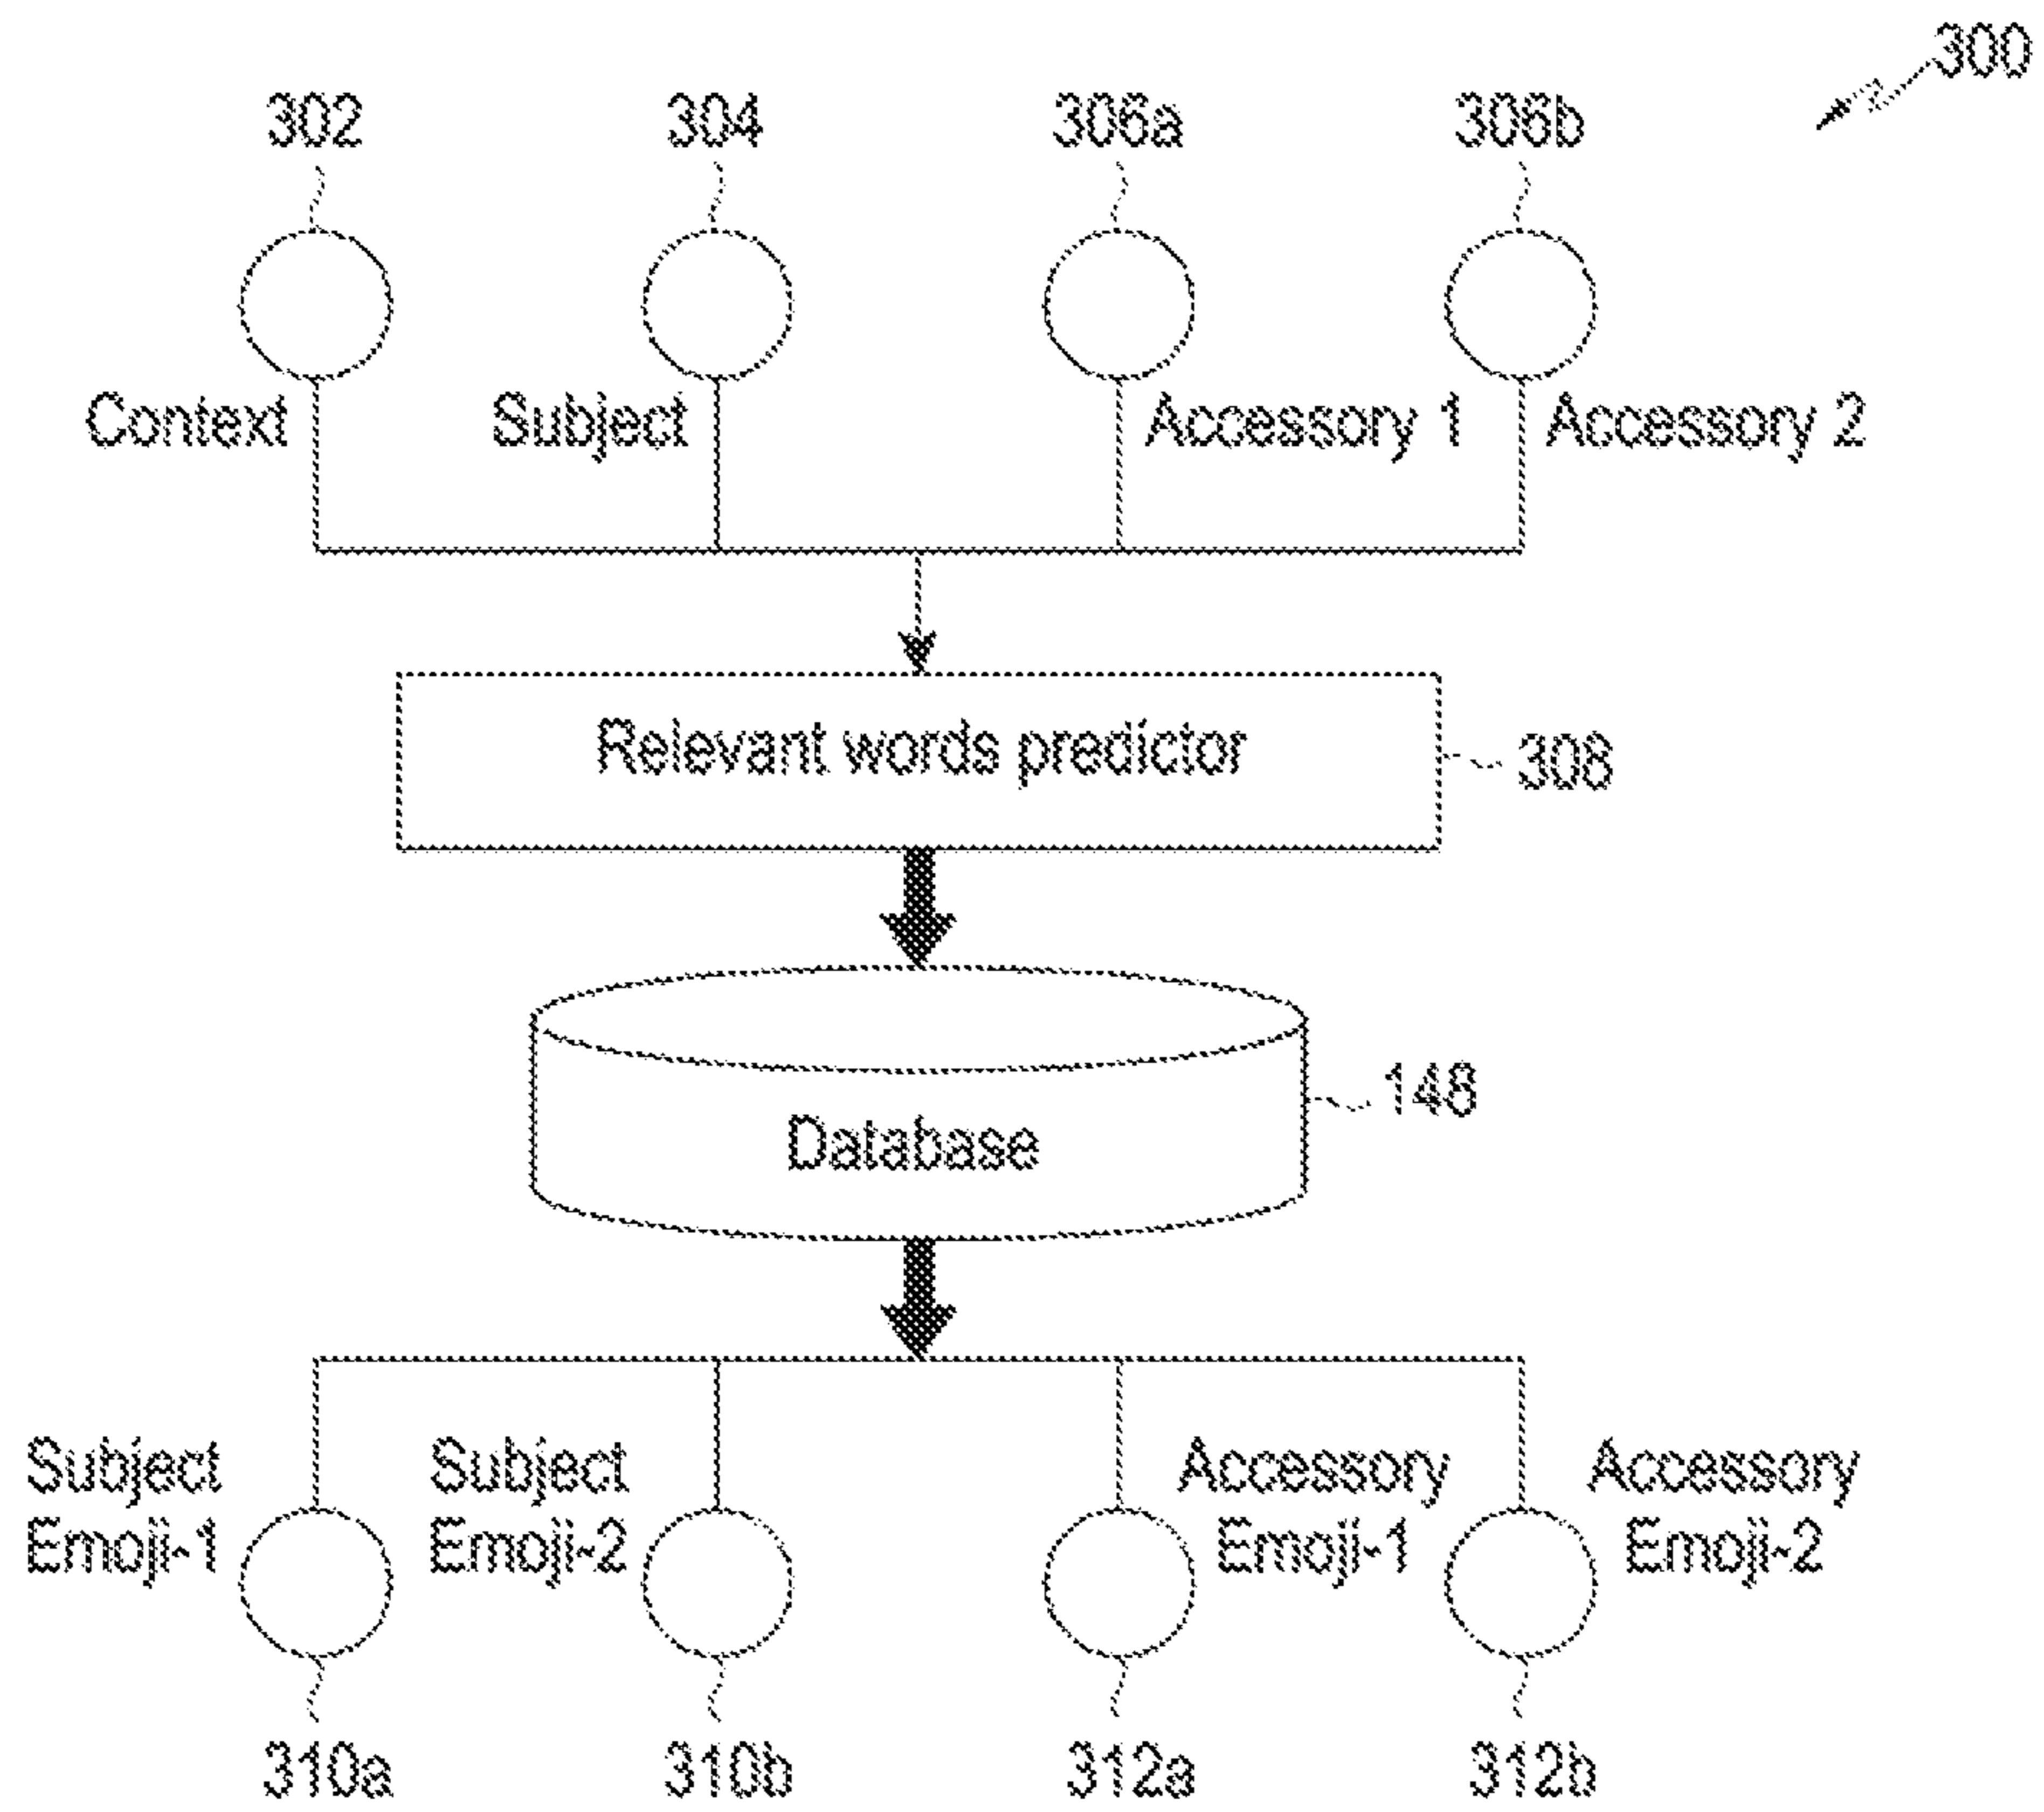 300
302 304 306a 306b
Context Subject Accessory 1 Accessory 2
Relevant words predictor 308
148
Database
Subject Subject Accessory Accessory
Emoji-1 Emoji-2 Emoji-1 Emoji-2
310a 310b 312a 312b